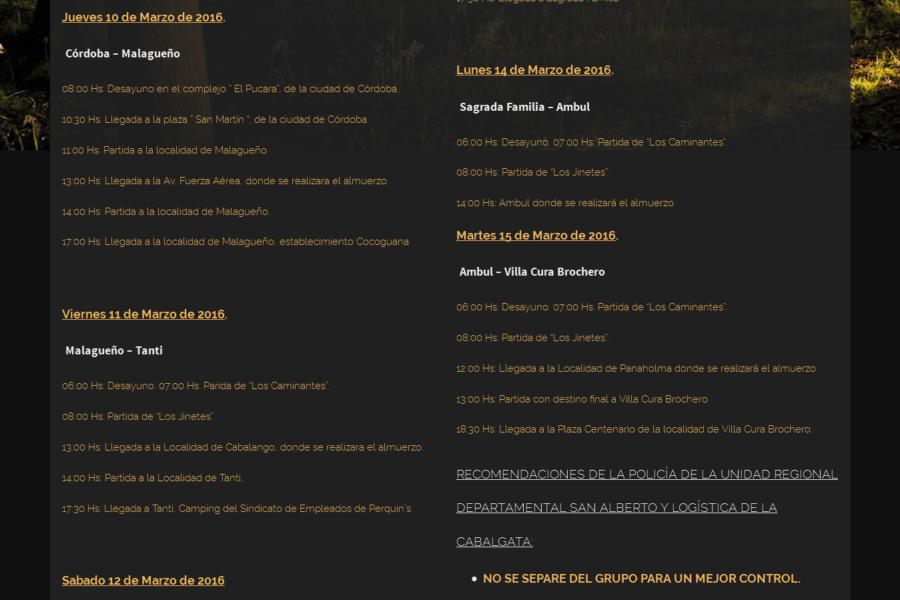 Jueves 10 de Marzo de 2016.
Córdoba – Malagueño
08:00 Hs: Desayuno en el complejo " El Pucara", de la ciudad de Córdoba.
10:30 Hs: Llegada a la plaza " San Martín ", de la ciudad de Córdoba.
11:00 Hs: Partida a la localidad de Malagueño
13:00 Hs: Llegada a la Av. Fuerza Aérea, donde se realizara el almuerzo.
14:00 Hs: Partida a la localidad de Malagueño.
17:00 Hs: Llegada a la localidad de Malagueño, establecimiento Cocoguana
Viernes 11 de Marzo de 2016.
Malagueño – Tanti
06:00 Hs: Desayuno. 07:00 Hs: Parida de "Los Caminantes".
08:00 Hs: Partida de "Los Jinetes".
13:00 Hs: Llegada a la Localidad de Cabalango, donde se realizara el almuerzo.
14:00 Hs: Partida a la Localidad de Tanti,
17:30 Hs: Llegada a Tanti, Camping del Sindicato de Empleados de Perquin's
Sabado 12 de Marzo de 2016
17:30 Hs: Llegada a Sagrada Familia
Lunes 14 de Marzo de 2016.
Sagrada Familia – Ambul
06:00 Hs: Desayuno. 07:00 Hs: Partida de "Los Caminantes".
08:00 Hs: Partida de "Los Jinetes".
14:00 Hs: Ambul donde se realizará el almuerzo
Martes 15 de Marzo de 2016.
Ambul – Villa Cura Brochero
06:00 Hs: Desayuno. 07:00 Hs: Partida de "Los Caminantes".
08:00 Hs: Partida de "Los Jinetes".
12:00 Hs: Llegada a la Localidad de Panaholma donde se realizará el almuerzo
13:00 Hs: Partida con destino final a Villa Cura Brochero
18:30 Hs: Llegada a la Plaza Centenario de la localidad de Villa Cura Brochero.
RECOMENDACIONES DE LA POLICÍA DE LA UNIDAD REGIONAL
DEPARTAMENTAL SAN ALBERTO Y LOGÍSTICA DE LA
CABALGATA:
● NO SE SEPARE DEL GRUPO PARA UN MEJOR CONTROL.